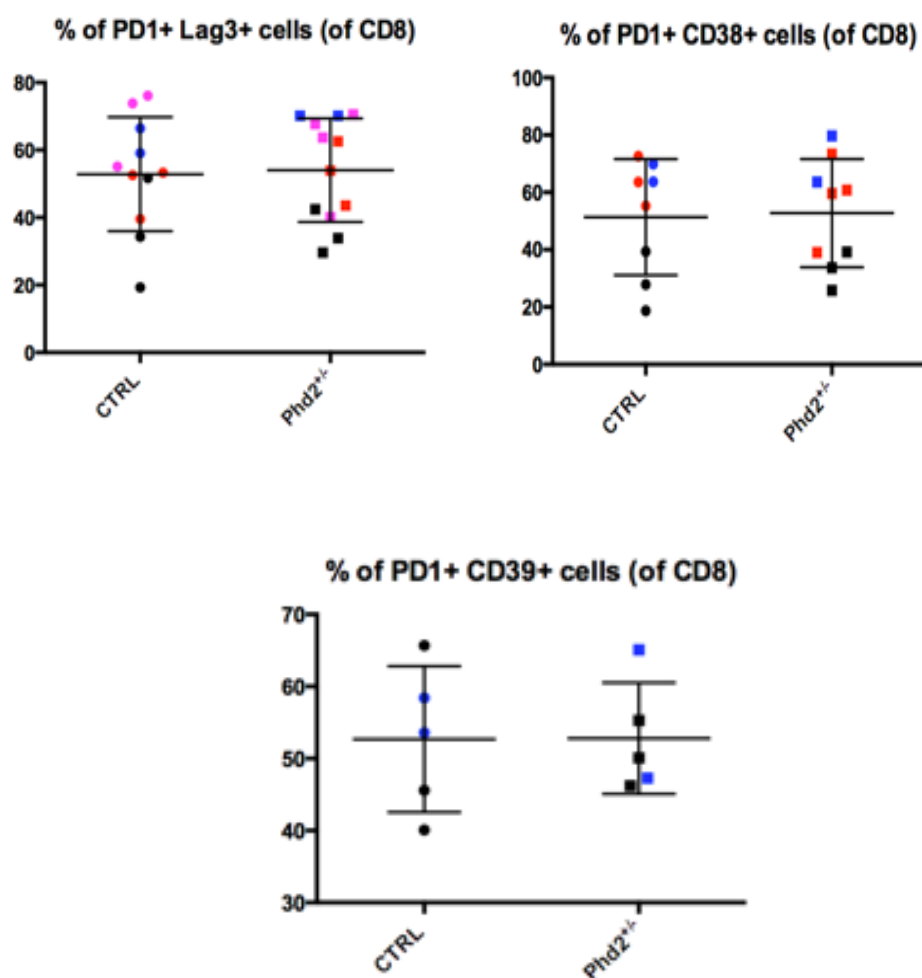 % of PD1+ Lag3+ cells (of CD8)
80
60
40
20
0
CTRL
Phd2+/-
% of PD1+ CD38+ cells (of CD8)
100
80
60
40
20
0
CTRL
Phd2+/-
% of PD1+ CD39+ cells (of CD8)
70
60
50
40
30
CTRL
Phd2+/-